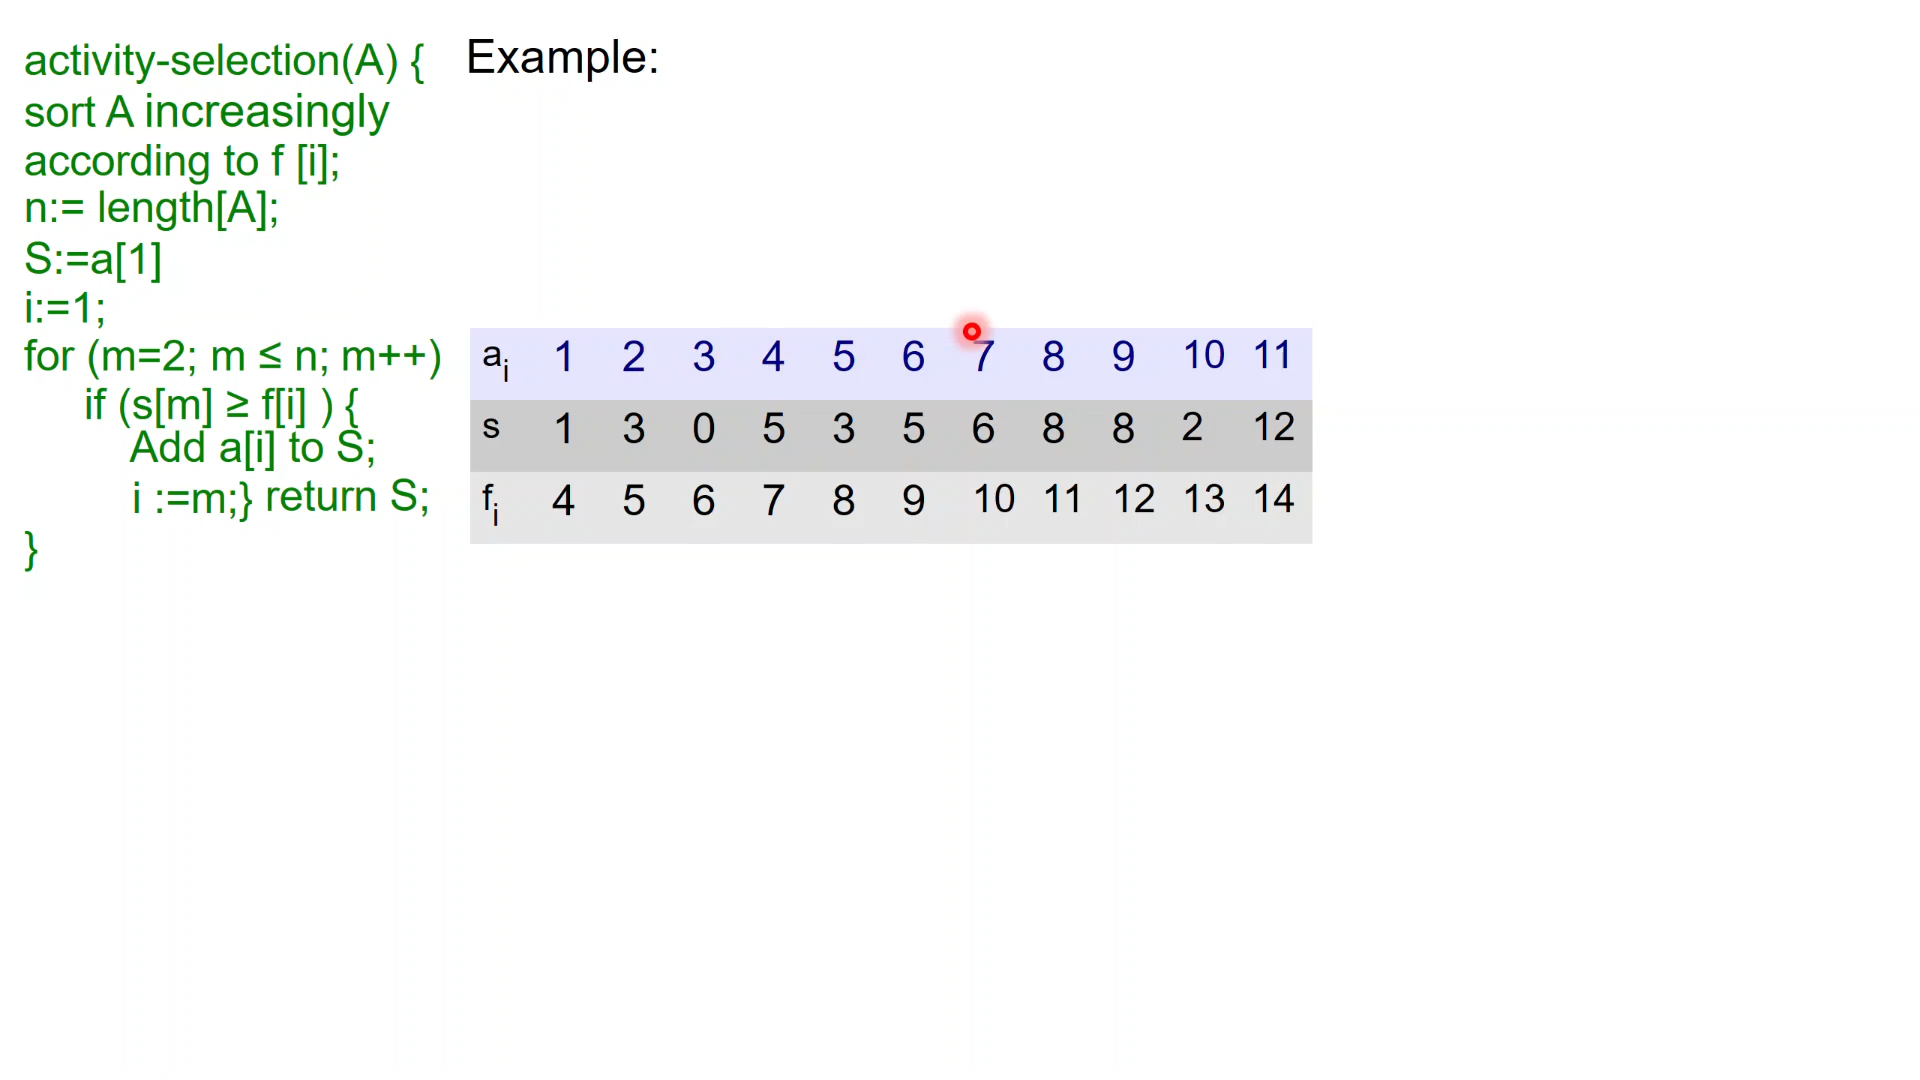 activity-selection(A) {
sort A increasingly
according to f [i];
n:= length[A];
S:=a[1]
i:=1;
for (m=2; m ≤ n; m++)
if (s[m] ≥ f[i] ) {
Add a[i] to S;
i :=m;} return S;
}
Example:
ai 1 2 3 4 5 6 7 8 9 10 11
s 1 3 0 5 3 5 6 8 8 2 12
fi 4 5 6 7 8 9 10 11 12 13 14